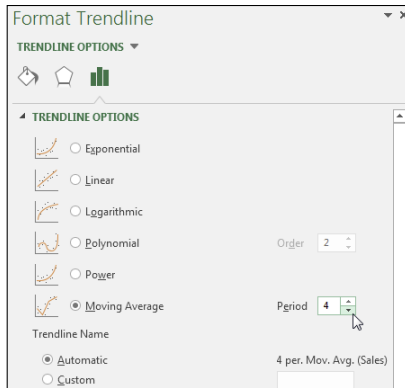 Format Trendline
TRENDLINE OPTIONS
TRENDLINE OPTIONS
Exponential
Linear
Logarithmic
Polynomial Order 2
Power
Moving Average Period 4
Trendline Name
Automatic 4 per. Mov. Avg. (Sales)
Custom